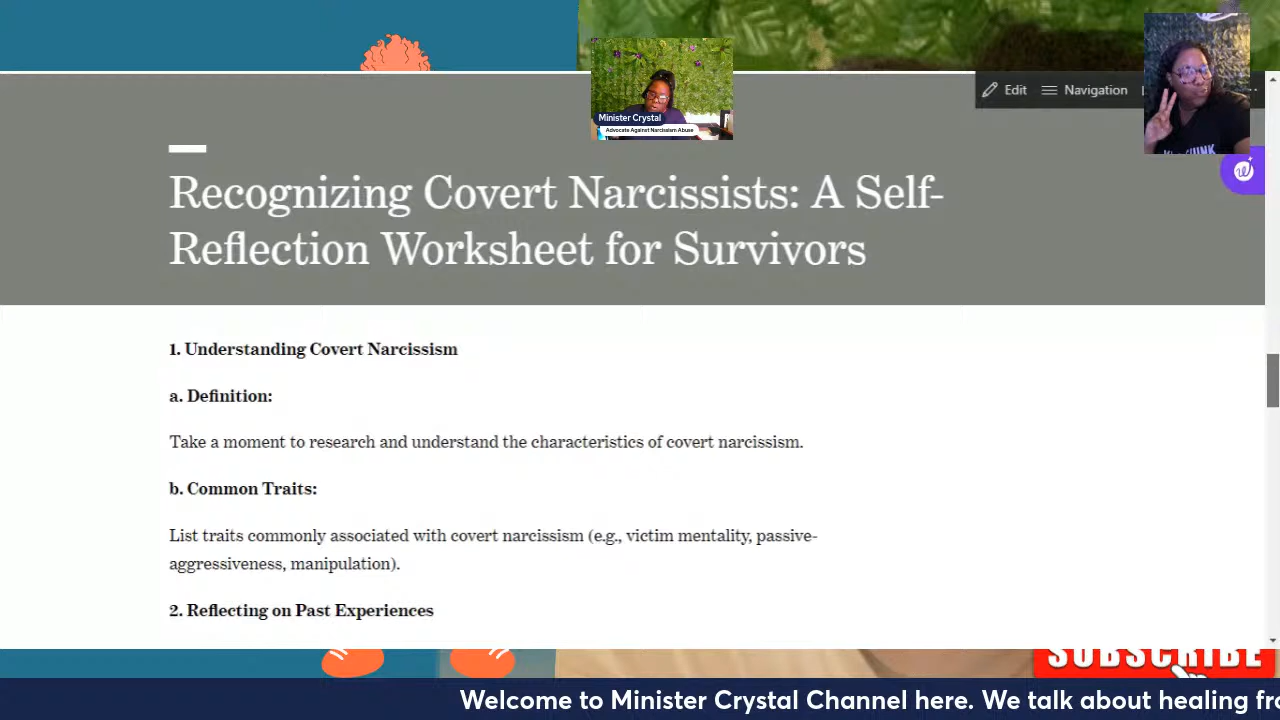 Edit
Navigation
Minister Crystal
Advocate Against Narcissism Abuse
Recognizing Covert Narcissists: A Self-
Reflection Worksheet for Survivors
1. Understanding Covert Narcissism
a. Definition:
Take a moment to research and understand the characteristics of covert narcissism.
b. Common Traits:
List traits commonly associated with covert narcissism (e.g., victim mentality, passive-
aggressiveness, manipulation).
2. Reflecting on Past Experiences
SUBSCRIBE
Welcome to Minister Crystal Channel here. We talk about healing fro